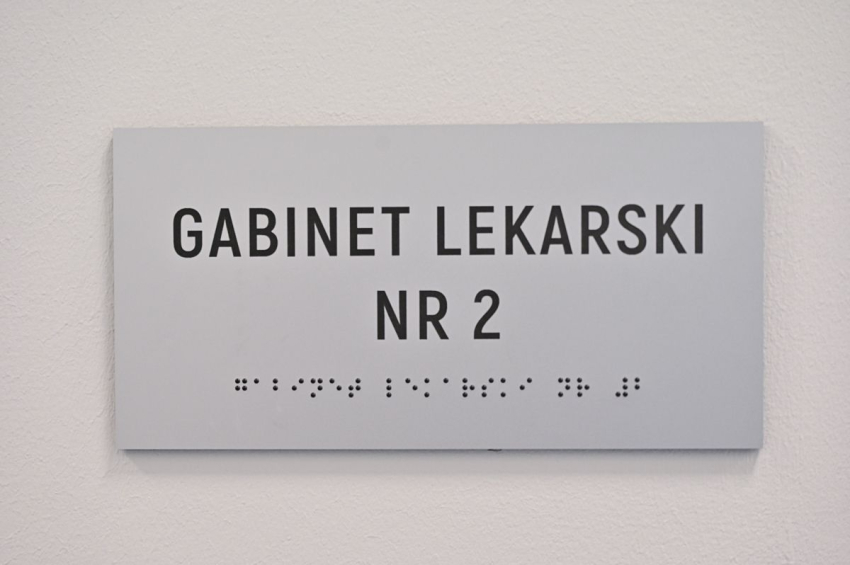 GABINET LEKARSKI
NR 2
⠛⠁⠃⠊⠝⠑⠞ ⠇⠑⠅⠁⠗⠎⠅⠊ ⠝⠗ ⠼⠃